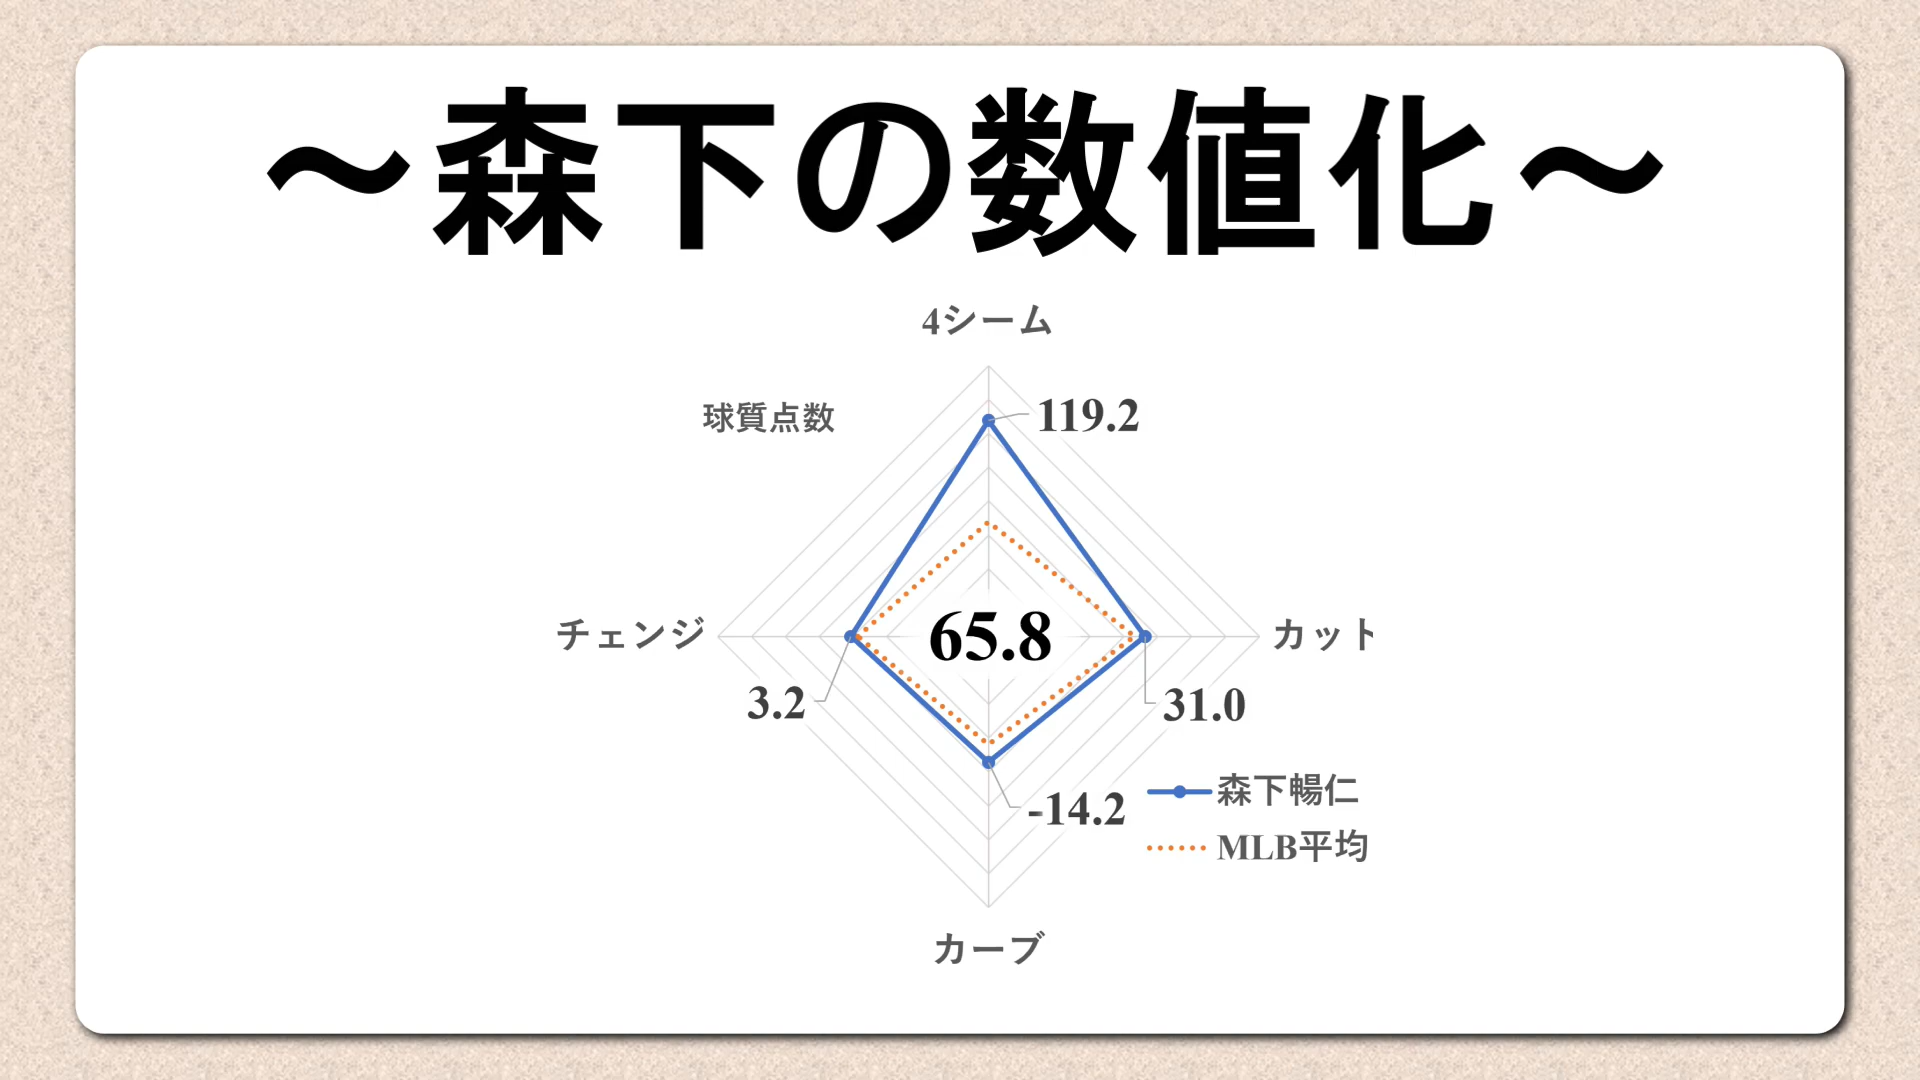 ～森下の数値化～
4シーム
球質点数
119.2
チェンジ
65.8
カット
3.2
31.0
-14.2
森下暢仁
MLB平均
カーブ